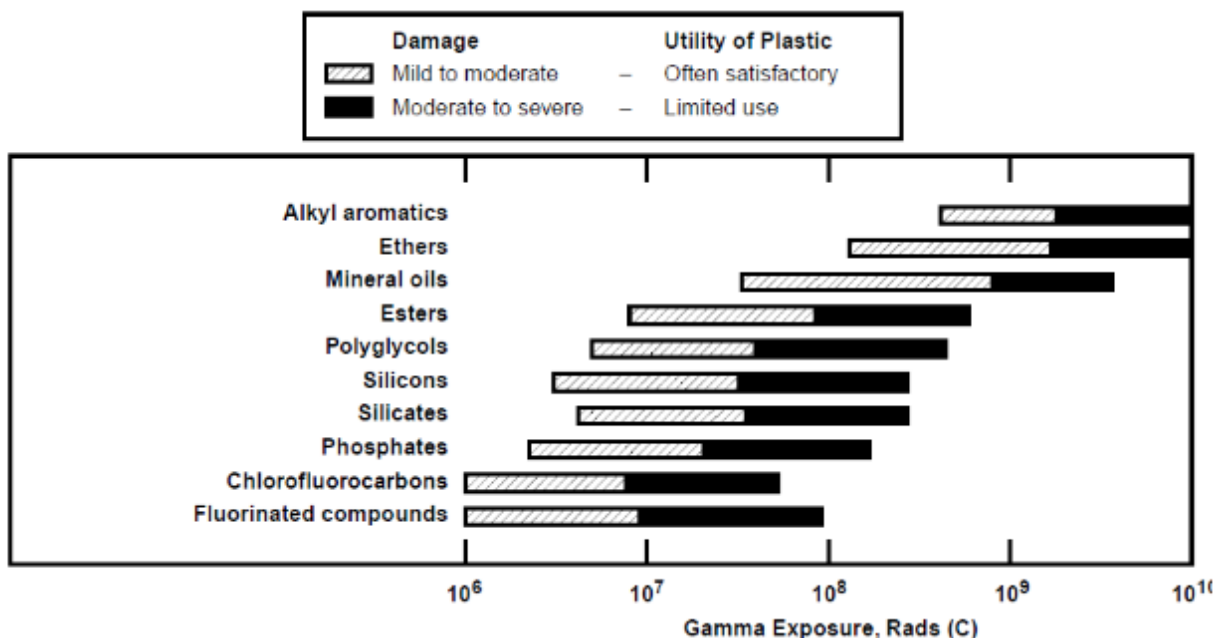 Damage Utility of Plastic
Mild to moderate – Often satisfactory
Moderate to severe – Limited use
Alkyl aromatics
Ethers
Mineral oils
Esters
Polyglycols
Silicons
Silicates
Phosphates
Chlorofluorocarbons
Fluorinated compounds
10⁶ 10⁷ 10⁸ 10⁹ 10¹⁰
Gamma Exposure, Rads (C)